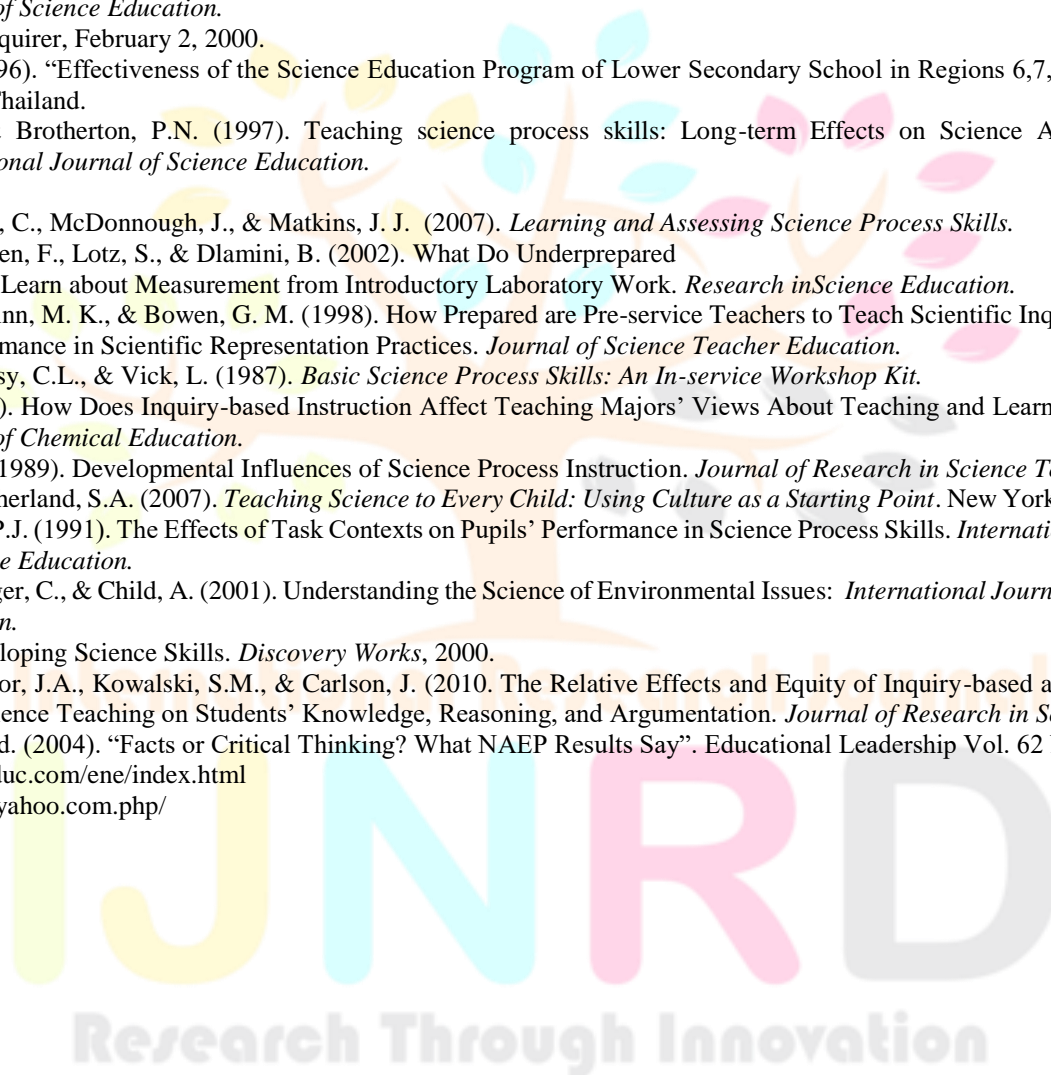 of Science Education.
quirer, February 2, 2000.
96). “Effectiveness of the Science Education Program of Lower Secondary School in Regions 6,7,
Thailand.
Brotherton, P.N. (1997). Teaching science process skills: Long-term Effects on Science A
onal Journal of Science Education.
, C., McDonnough, J., & Matkins, J. J. (2007). Learning and Assessing Science Process Skills.
en, F., Lotz, S., & Dlamini, B. (2002). What Do Underprepared
Learn about Measurement from Introductory Laboratory Work. Research inScience Education.
inn, M. K., & Bowen, G. M. (1998). How Prepared are Pre-service Teachers to Teach Scientific Inq
mance in Scientific Representation Practices. Journal of Science Teacher Education.
sy, C.L., & Vick, L. (1987). Basic Science Process Skills: An In-service Workshop Kit.
). How Does Inquiry-based Instruction Affect Teaching Majors’ Views About Teaching and Learn
of Chemical Education.
1989). Developmental Influences of Science Process Instruction. Journal of Research in Science Te
herland, S.A. (2007). Teaching Science to Every Child: Using Culture as a Starting Point. New York
P.J. (1991). The Effects of Task Contexts on Pupils’ Performance in Science Process Skills. Internati
e Education.
ger, C., & Child, A. (2001). Understanding the Science of Environmental Issues: International Journ
n.
loping Science Skills. Discovery Works, 2000.
International Research Journal
or, J.A., Kowalski, S.M., & Carlson, J. (2010. The Relative Effects and Equity of Inquiry-based a
ence Teaching on Students’ Knowledge, Reasoning, and Argumentation. Journal of Research in S
d. (2004). “Facts or Critical Thinking? What NAEP Results Say”. Educational Leadership Vol. 62
duc.com/ene/index.html
yahoo.com.php/
IJNRD
Research Through Innovation